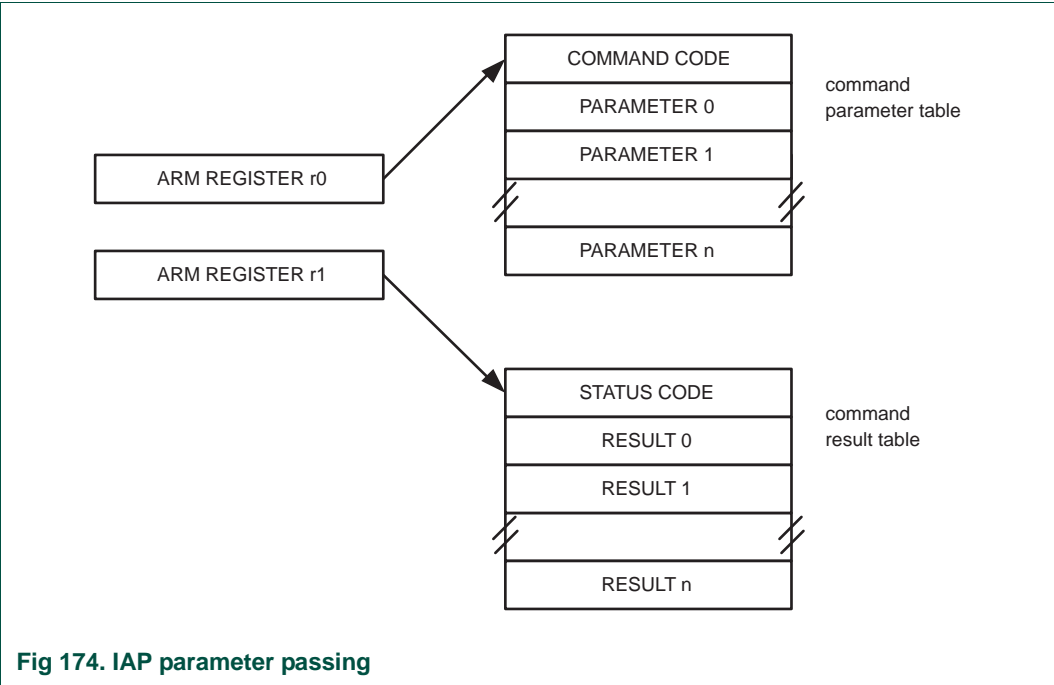 COMMAND CODE
PARAMETER 0
PARAMETER 1
PARAMETER n
command
parameter table
ARM REGISTER r0
ARM REGISTER r1
STATUS CODE
RESULT 0
RESULT 1
RESULT n
command
result table
Fig 174. IAP parameter passing